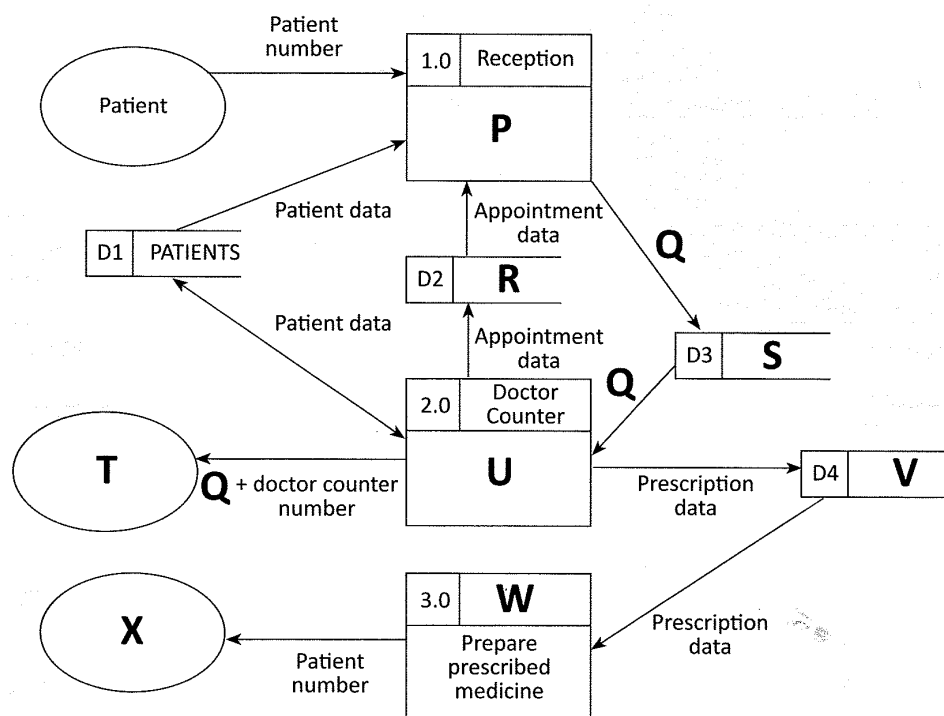 Patient
number
1.0 Reception
Patient
P
Patient data
Appointment
data
Q
D1 PATIENTS
D2 R
Patient data
Appointment
data
D3 S
Q
2.0 Doctor
Counter
T
U
Q + doctor counter
number
Prescription
data
D4 V
3.0 W
X
Patient
number
Prepare
prescribed
medicine
Prescription
data